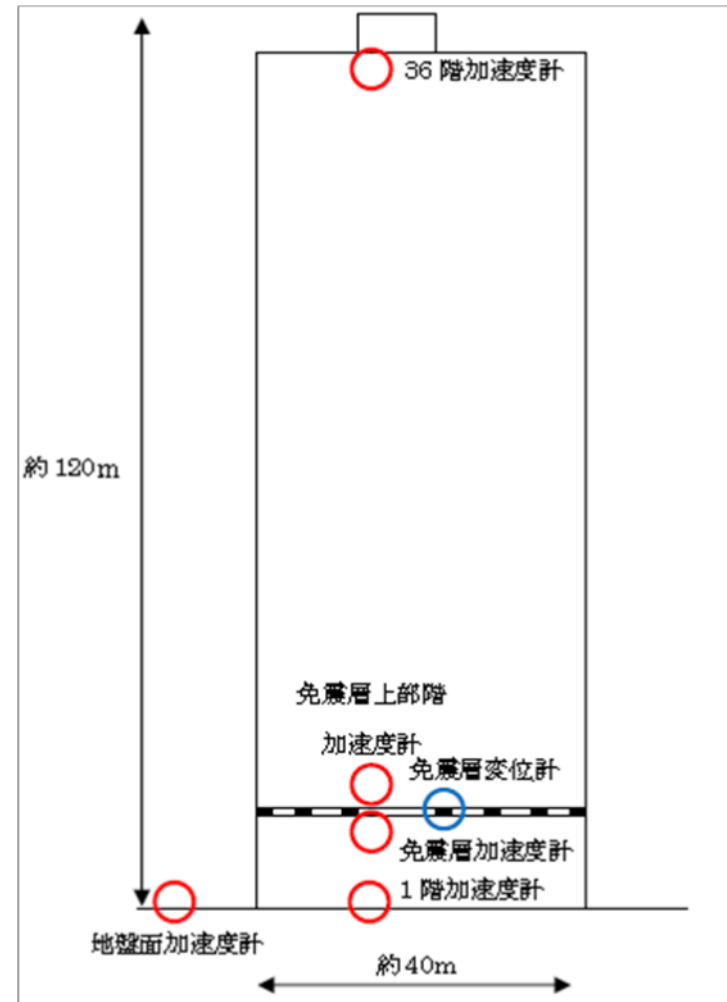 36 階加速度計
約 120m
免震層上部階
加速度計
免震層変位計
免震層加速度計
1 階加速度計
地盤面加速度計
約 40m